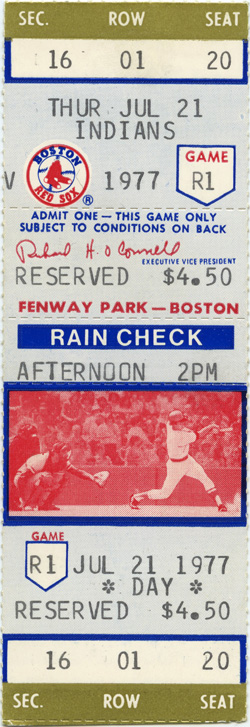 SEC. ROW SEAT
16 01 20
THUR JUL 21
INDIANS
V 1977
BOSTON
RED SOX
®
GAME
R1
ADMIT ONE — THIS GAME ONLY
SUBJECT TO CONDITIONS ON BACK
Richard H. O'Connell
EXECUTIVE VICE PRESIDENT
RESERVED $4.50
FENWAY PARK — BOSTON
RAIN CHECK
AFTERNOON 2PM
GAME
R1 JUL 21 1977
* DAY *
RESERVED $4.50
16 01 20
SEC. ROW SEAT